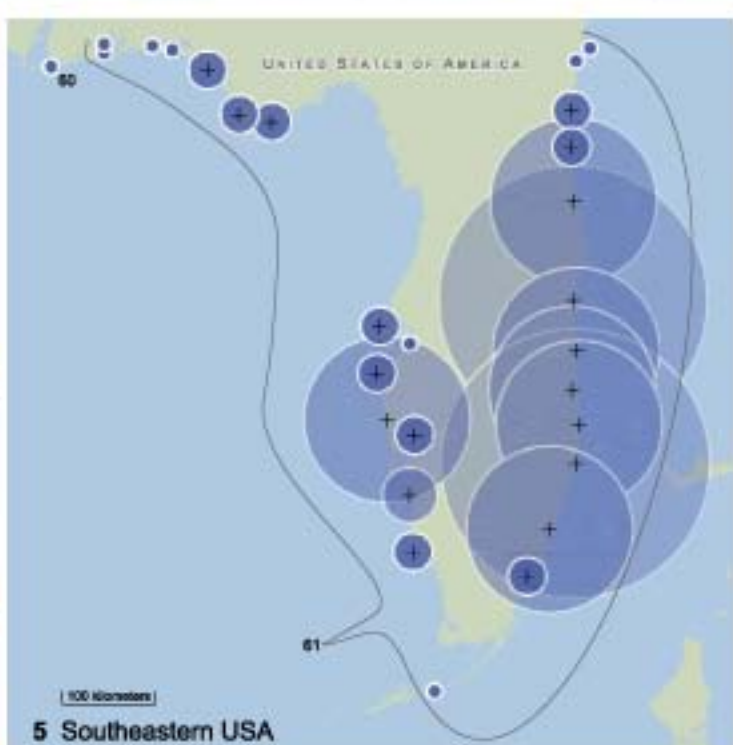 UNITED STATES OF AMERICA
60
61
100 kilometers
5 Southeastern USA